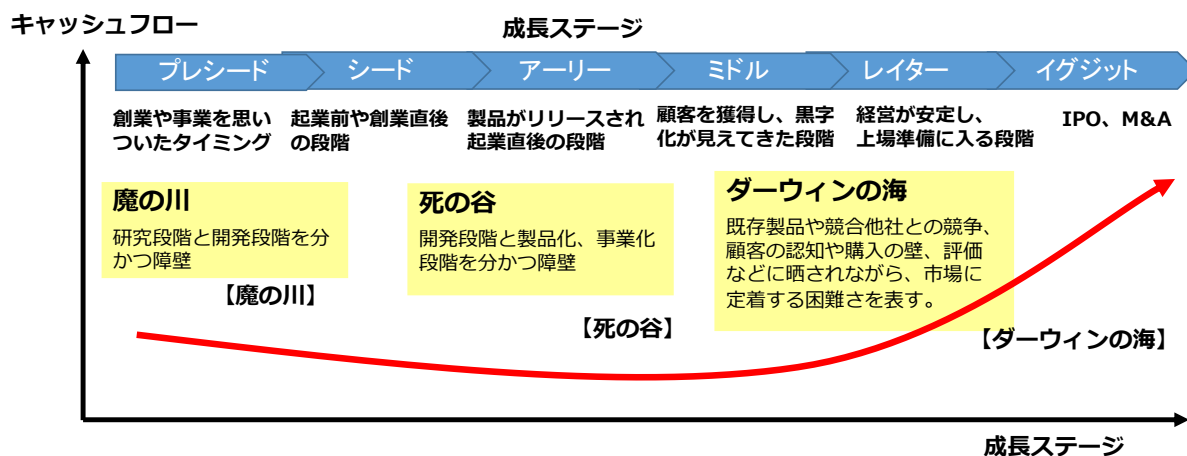 キャッシュフロー
成長ステージ
プレシード
シード
アーリー
ミドル
レイター
イグジット
創業や事業を思い
ついたタイミング
起業前や創業直後
の段階
製品がリリースされ
起業直後の段階
顧客を獲得し、黒字
化が見えてきた段階
経営が安定し、
上場準備に入る段階
IPO、M&A
魔の川
研究段階と開発段階を分
かつ障壁
【魔の川】
死の谷
開発段階と製品化、事業化
段階を分かつ障壁
【死の谷】
ダーウィンの海
既存製品や競合他社との競争、
顧客の認知や購入の壁、評価
などに晒されながら、市場に
定着する困難さを表す。
【ダーウィンの海】
成長ステージ